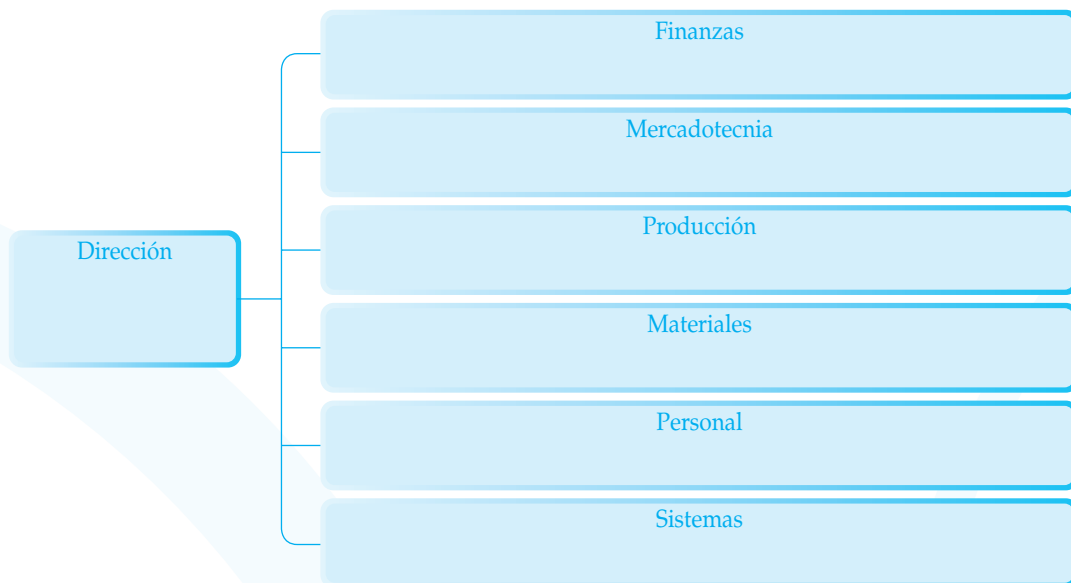 Finanzas
Mercadotecnia
Producción
Dirección
Materiales
Personal
Sistemas